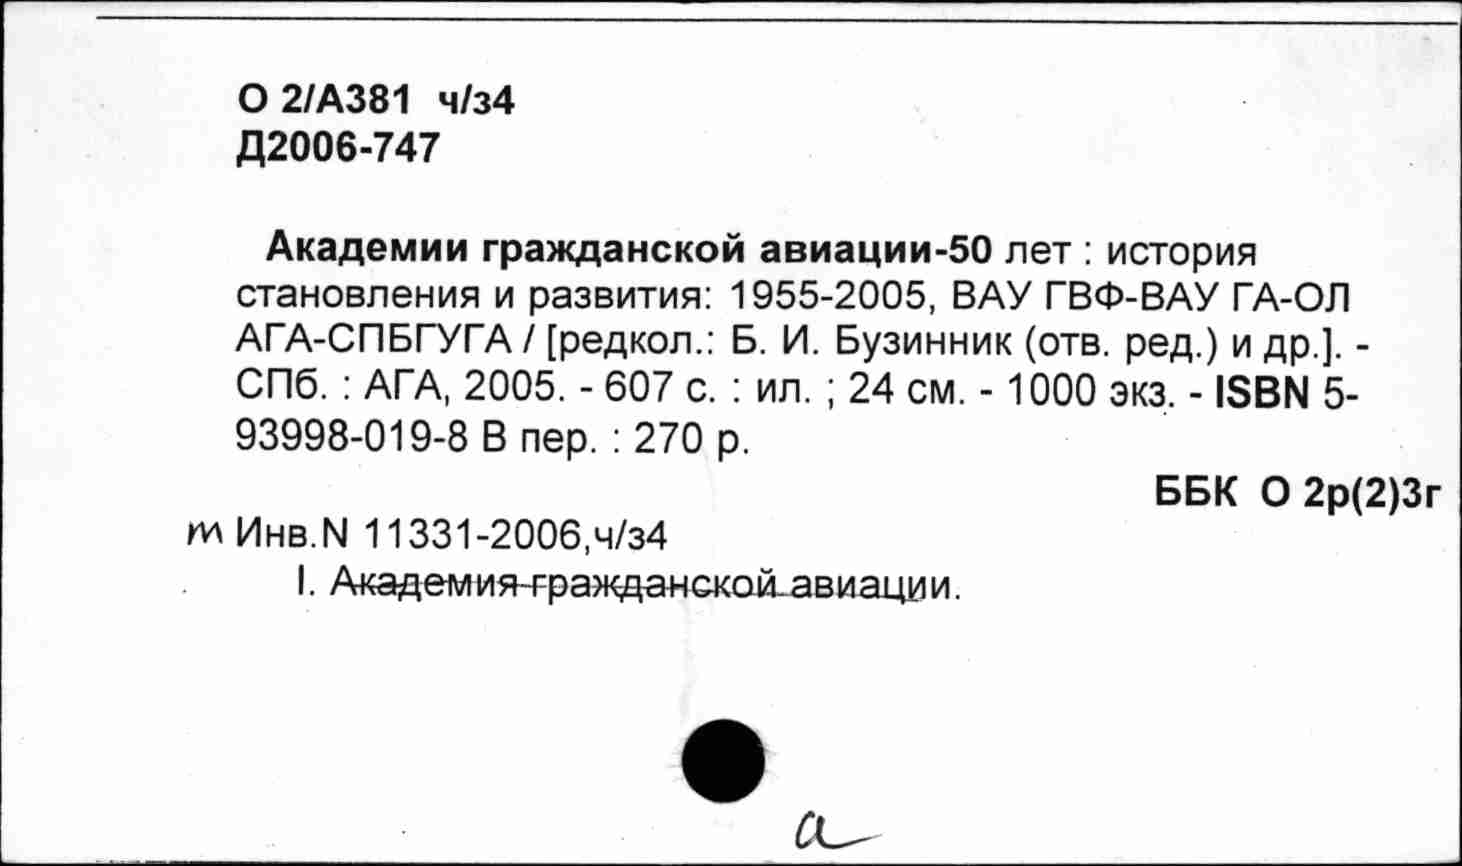 О 2/А381 ч/з4
Д2006-747
Академии гражданской авиации-50 лет : история
становления и развития: 1955-2005, ВАУ ГВФ-ВАУ ГА-ОЛ
АГА-СПБГУГА / [редкол.: Б. И. Бузинник (отв. ред.) и др.]. -
СПб. : АГА, 2005. - 607 с. : ил. ; 24 см. - 1000 экз. - ISBN 5-
93998-019-8 В пер. : 270 р.
ББК О 2р(2)3г
Инв.N 11331-2006,ч/з4
I. Академия гражданской авиации.
а